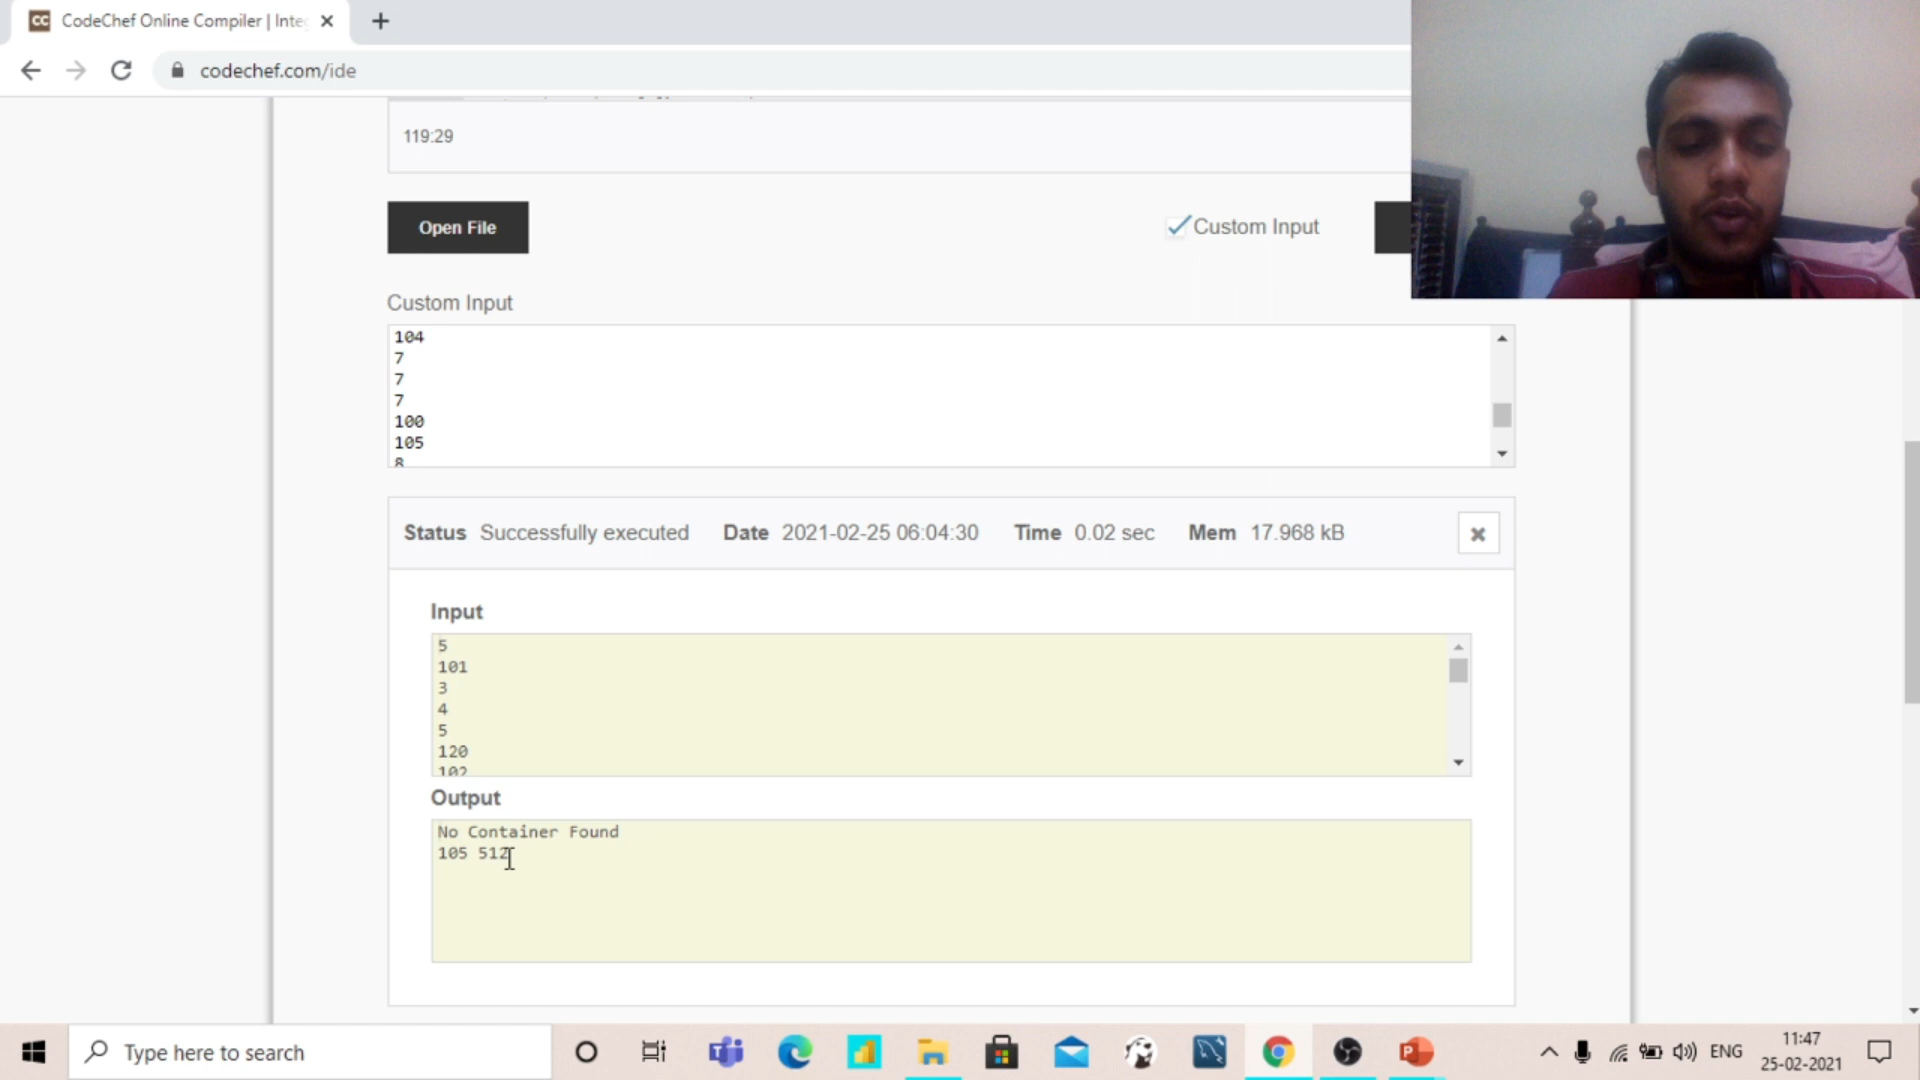 CodeChef Online Compiler | Inte
codechef.com/ide
119:29
Open File
Custom Input
Custom Input
104
7
7
7
100
105
8
Status Successfully executed Date 2021-02-25 06:04:30 Time 0.02 sec Mem 17.968 kB
Input
5
101
3
4
5
120
102
Output
No Container Found
105 512
Type here to search
ENG
11:47
25-02-2021